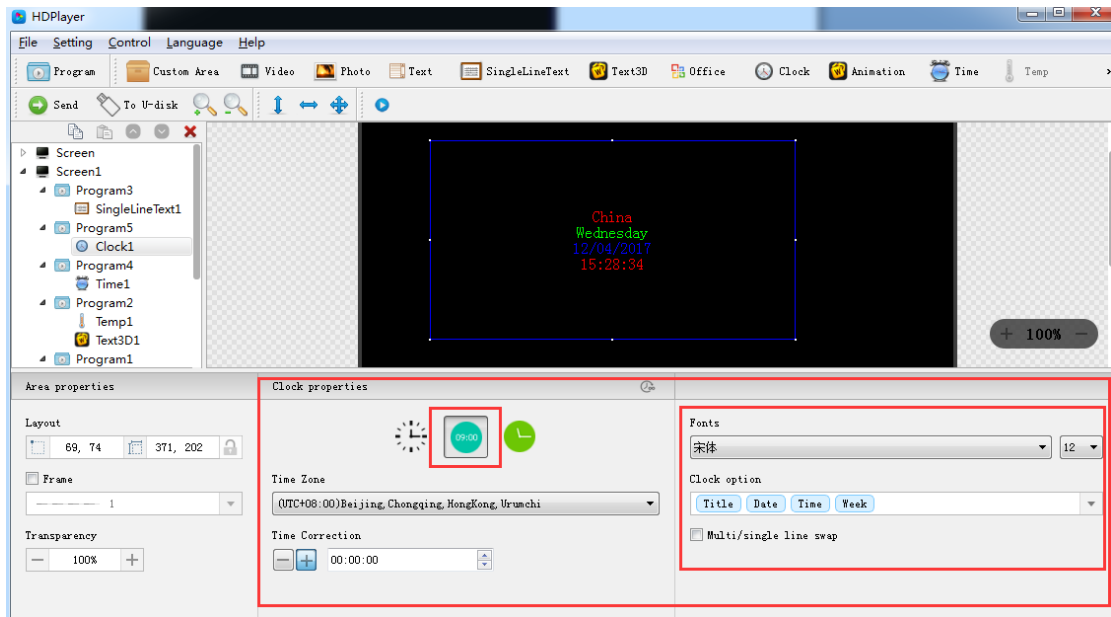 HDPlayer
File Setting Control Language Help
Program Custom Area Video Photo Text SingleLineText Text3D Office Clock Animation Time Temp
Send To U-disk
Screen
Screen1
Program3
SingleLineText1
Program5
Clock1
Program4
Time1
Program2
Temp1
Text3D1
Program1
China
Wednesday
12/04/2017
15:28:34
+ 100% −
Area properties
Layout
69, 74 371, 202
Frame
1
Transparency
— 100% +
Clock properties
09:00
Time Zone
(UTC+08:00)Beijing,Chongqing,HongKong,Urumchi
Time Correction
— + 00:00:00
Fonts
宋体 12
Clock option
Title Date Time Week
Multi/single line swap